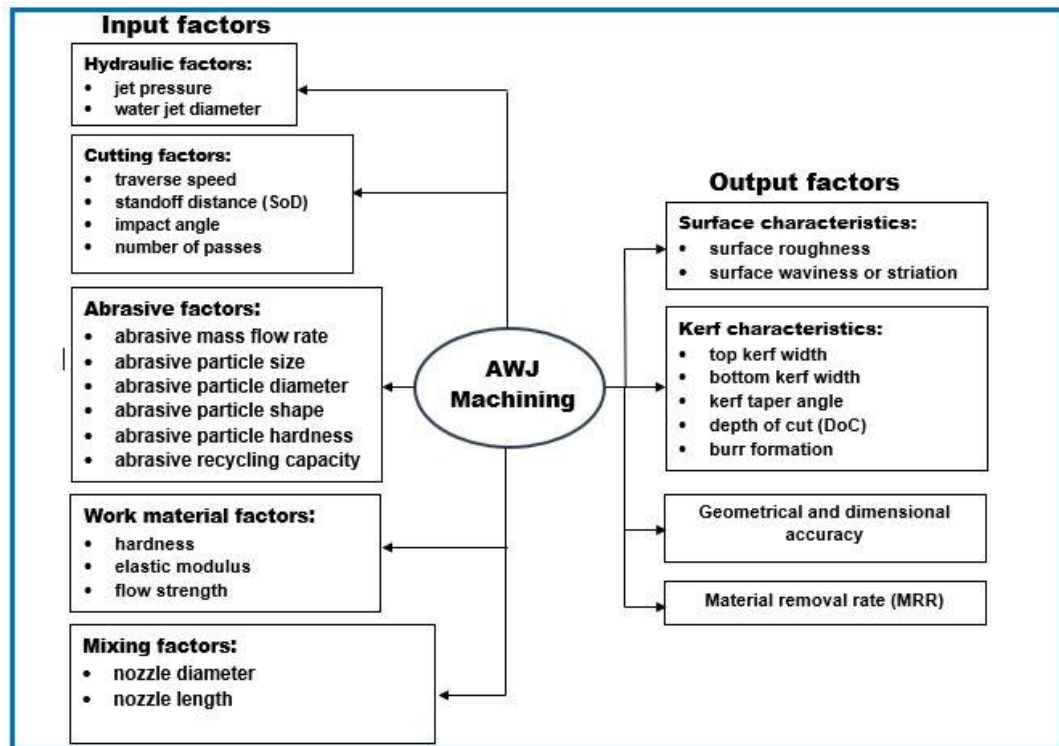 Input factors
Hydraulic factors:
• jet pressure
• water jet diameter
Cutting factors:
• traverse speed
• standoff distance (SoD)
• impact angle
• number of passes
Abrasive factors:
• abrasive mass flow rate
• abrasive particle size
• abrasive particle diameter
• abrasive particle shape
• abrasive particle hardness
• abrasive recycling capacity
Work material factors:
• hardness
• elastic modulus
• flow strength
Mixing factors:
• nozzle diameter
• nozzle length
AWJ
Machining
Output factors
Surface characteristics:
• surface roughness
• surface waviness or striation
Kerf characteristics:
• top kerf width
• bottom kerf width
• kerf taper angle
• depth of cut (DoC)
• burr formation
Geometrical and dimensional
accuracy
Material removal rate (MRR)